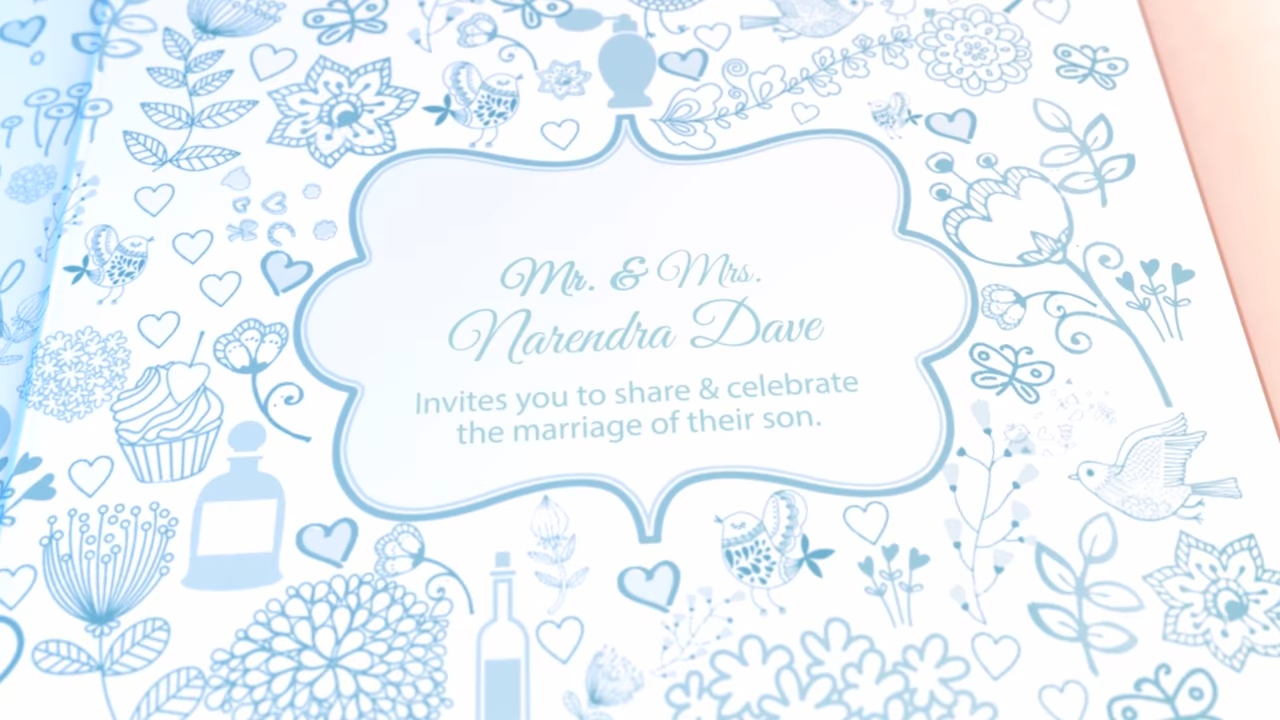 Mr. & Mrs.
Narendra Dave
Invites you to share & celebrate
the marriage of their son.